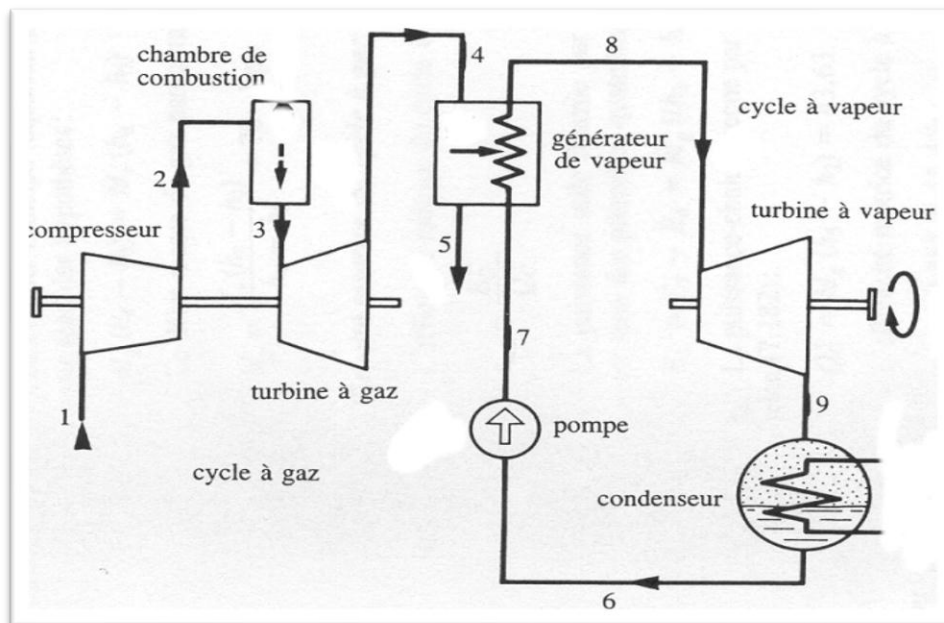 chambre de
combustion
4
8
cycle à vapeur
générateur
de vapeur
2
turbine à vapeur
3
compresseur
5
7
turbine à gaz
1
9
pompe
cycle à gaz
condenseur
6